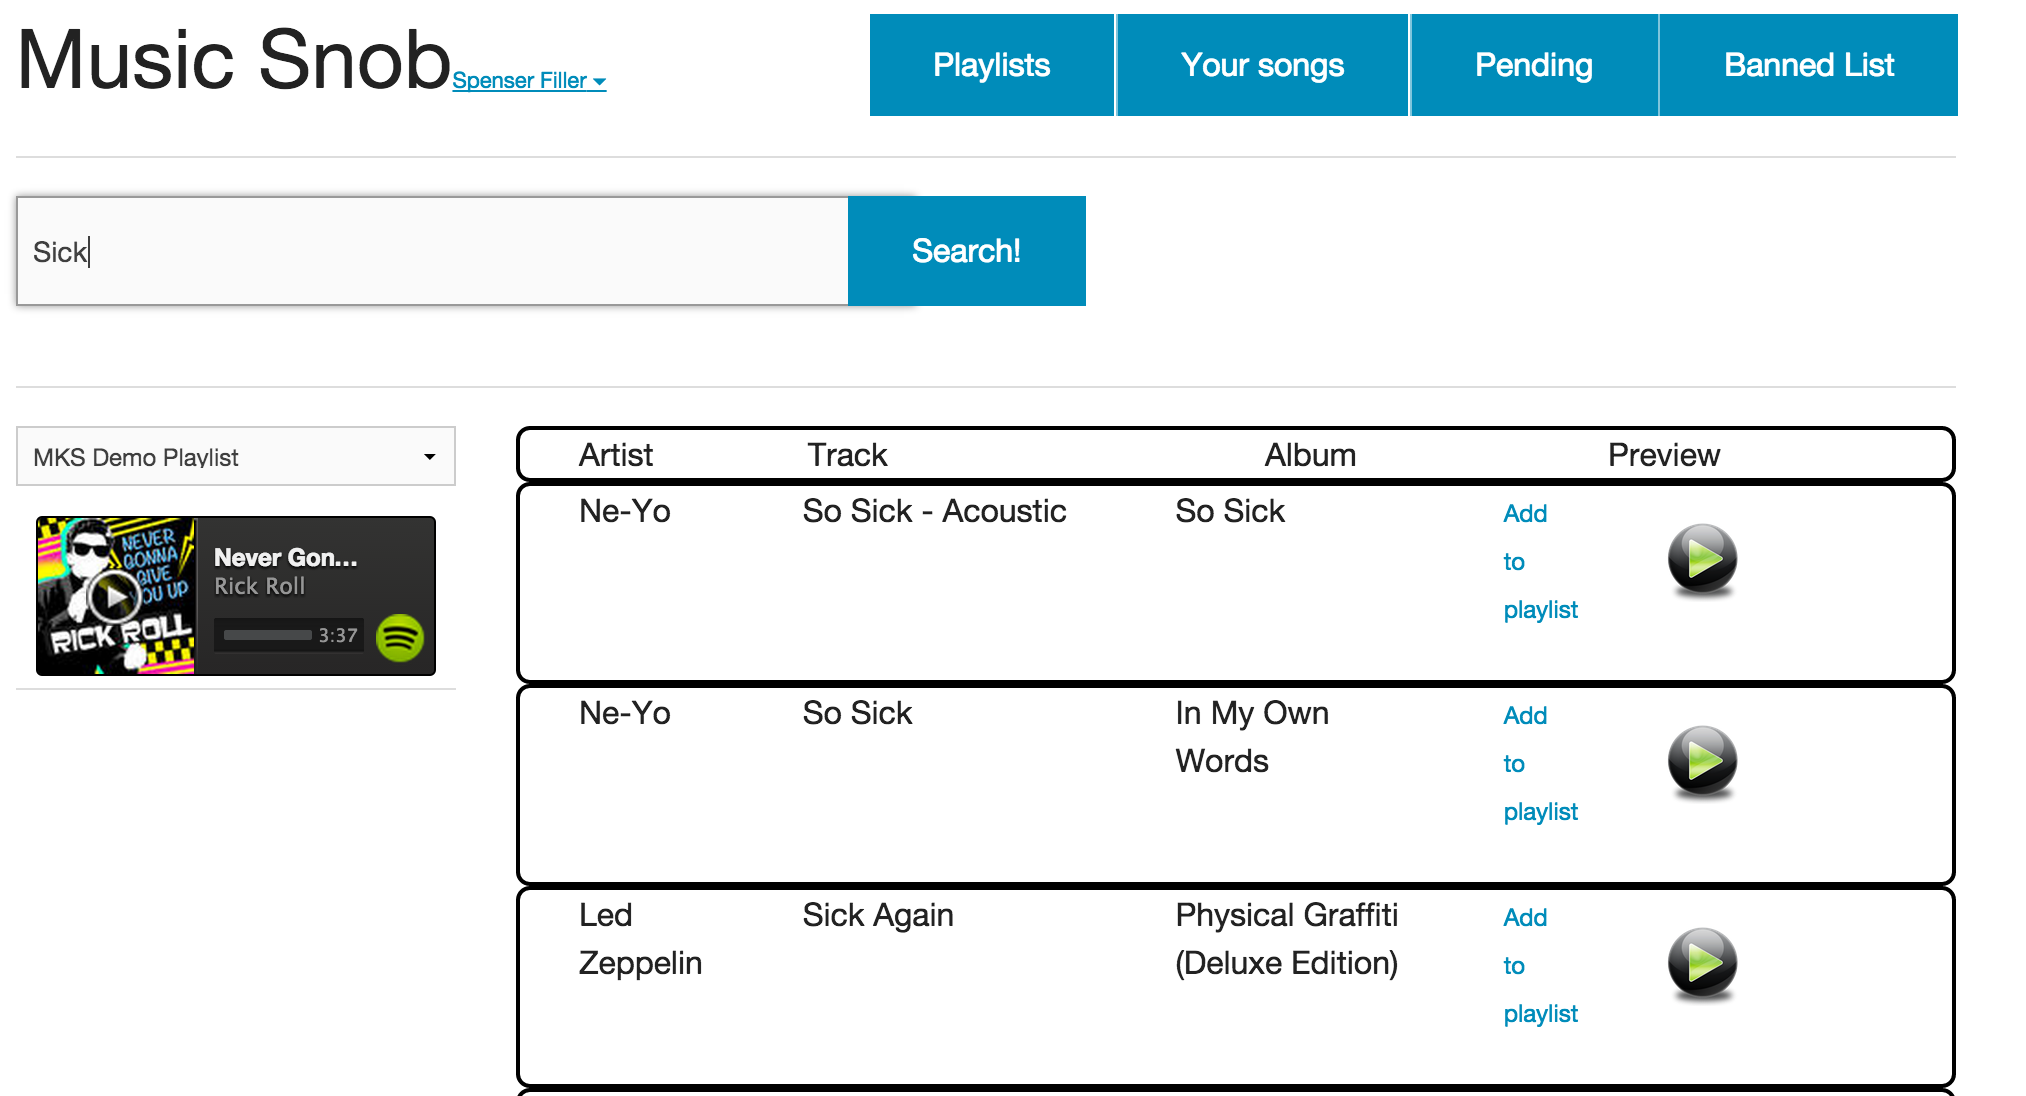 Music Snob Spenser Filler
Playlists
Your songs
Pending
Banned List
Sick
Search!
MKS Demo Playlist
NEVER
GONNA
GIVE
YOU UP
RICK ROLL
Never Gon...
Rick Roll
3:37
Artist Track Album Preview
Ne-Yo So Sick - Acoustic So Sick Add
to
playlist
Ne-Yo So Sick In My Own Add
Words to
playlist
Led Sick Again Physical Graffiti Add
Zeppelin (Deluxe Edition) to
playlist